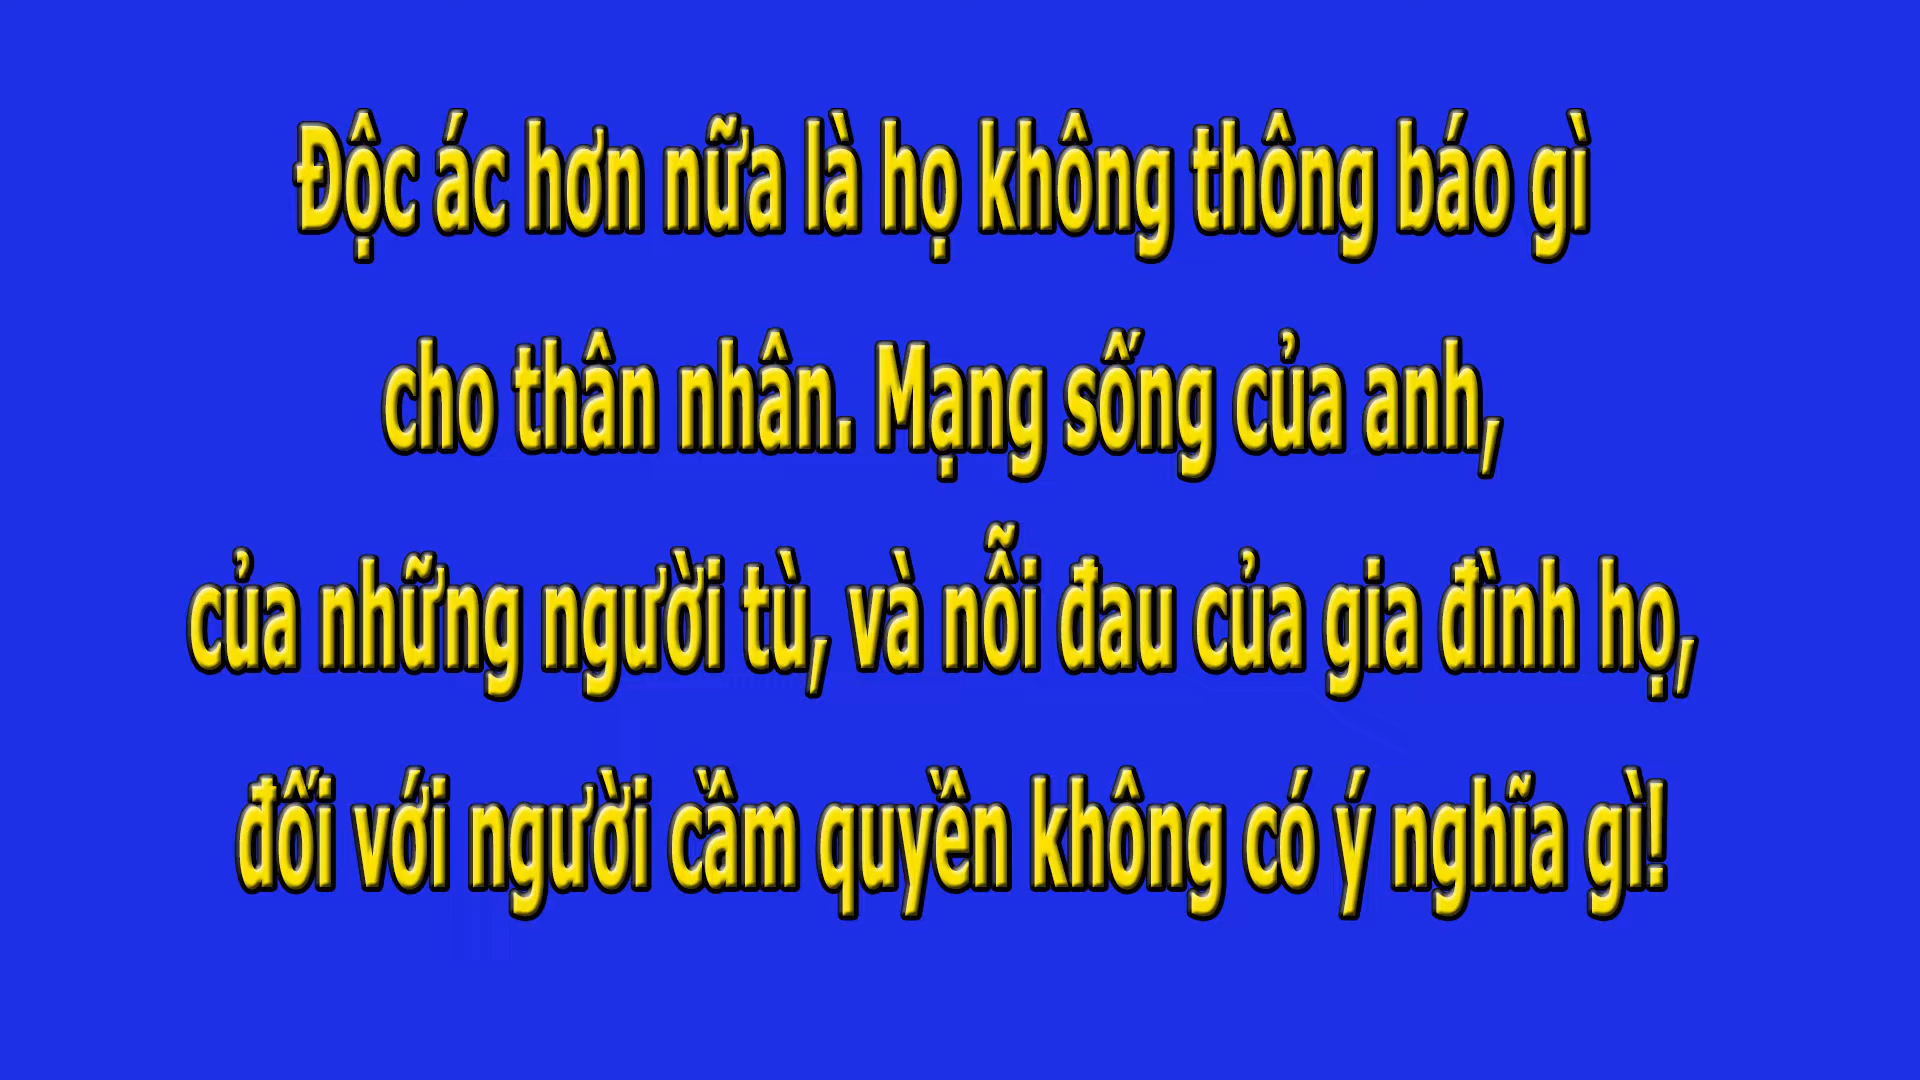 Độc ác hơn nữa là họ không thông báo gì
cho thân nhân. Mạng sống của anh,
của những người tù, và nỗi đau của gia đình họ,
đối với người cầm quyền không có ý nghĩa gì!